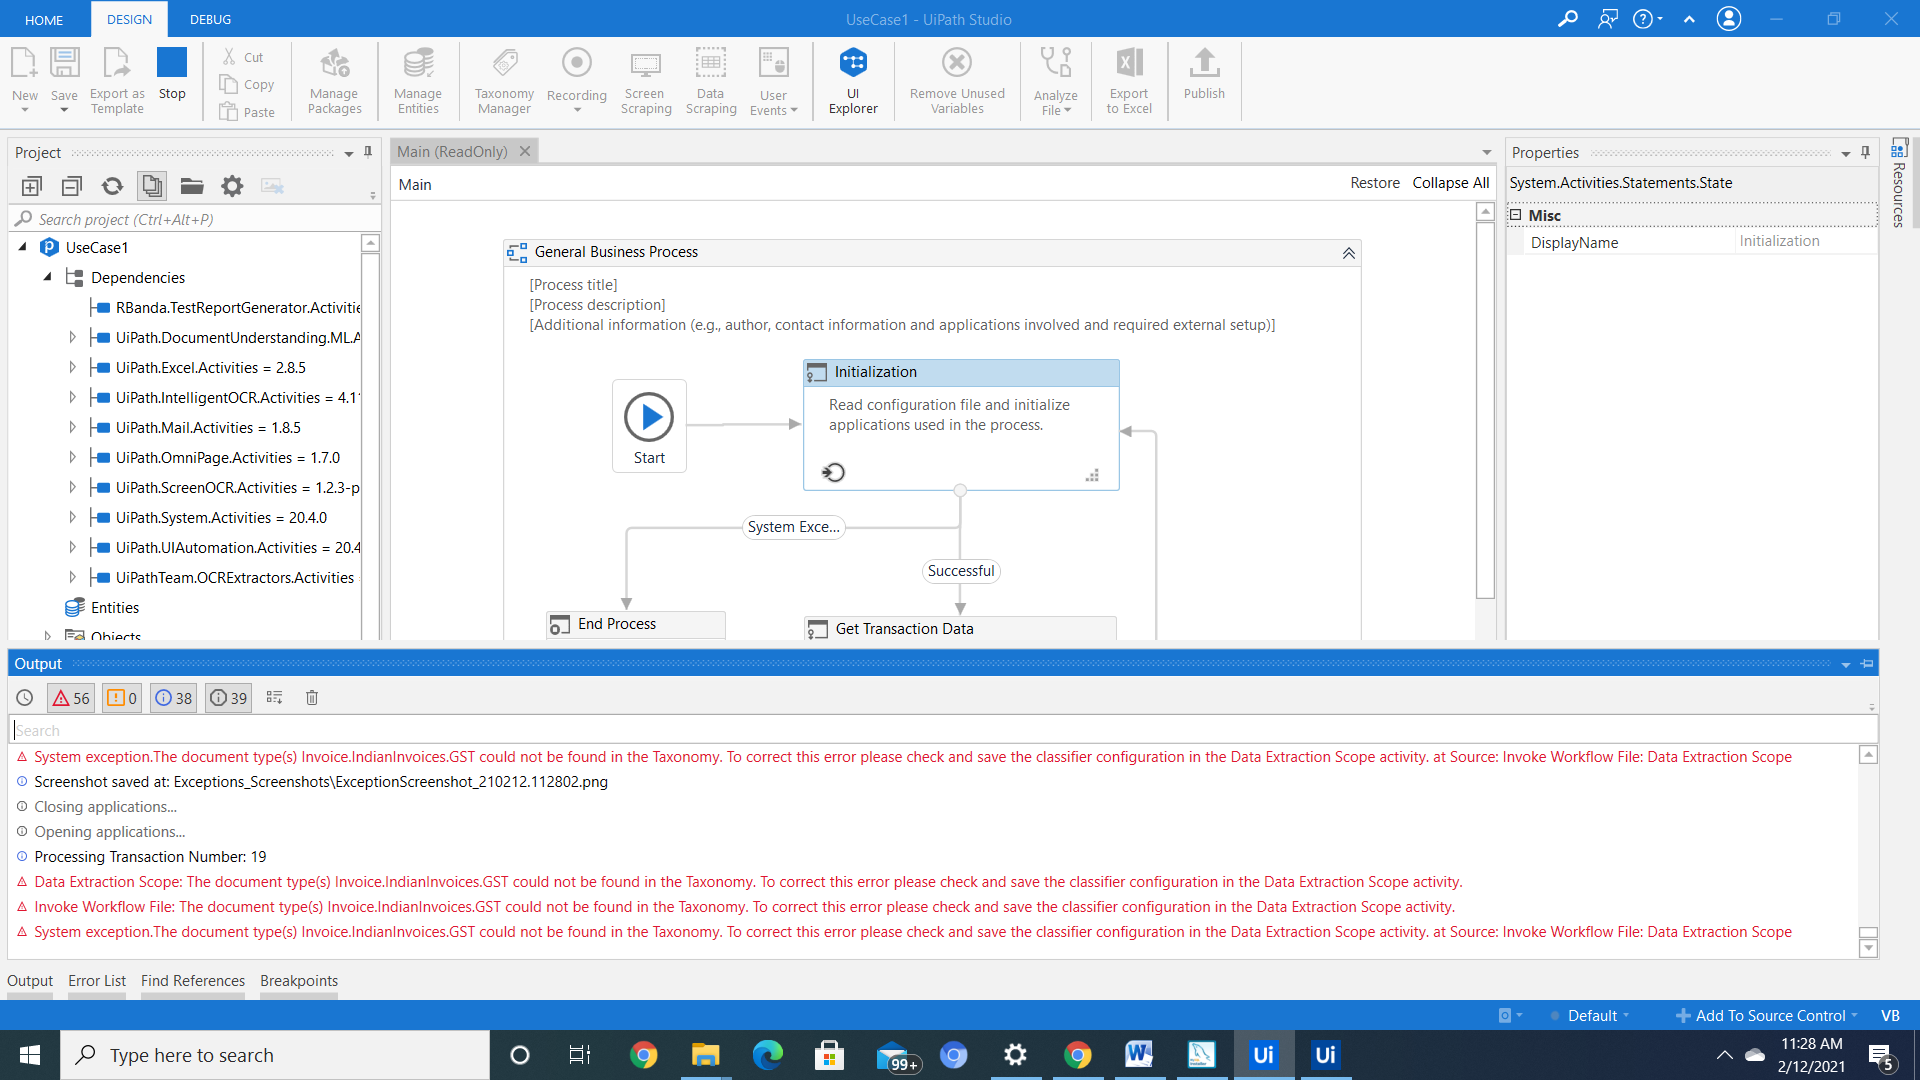 HOME
DESIGN
DEBUG
UseCase1 - UiPath Studio
New
Save
Export as Template
Stop
Cut
Copy
Paste
Manage Packages
Manage Entities
Taxonomy Manager
Recording
Screen Scraping
Data Scraping
User Events
UI Explorer
Remove Unused Variables
Analyze File
Export to Excel
Publish
Project
Search project (Ctrl+Alt+P)
UseCase1
Dependencies
RBanda.TestReportGenerator.Activitie
UiPath.DocumentUnderstanding.ML.A
UiPath.Excel.Activities = 2.8.5
UiPath.IntelligentOCR.Activities = 4.1
UiPath.Mail.Activities = 1.8.5
UiPath.OmniPage.Activities = 1.7.0
UiPath.ScreenOCR.Activities = 1.2.3-p
UiPath.System.Activities = 20.4.0
UiPath.UIAutomation.Activities = 20.4
UiPathTeam.OCRExtractors.Activities
Entities
Objects
Main (ReadOnly)
Main
Restore
Collapse All
General Business Process
[Process title]
[Process description]
[Additional information (e.g., author, contact information and applications involved and required external setup)]
Start
Initialization
Read configuration file and initialize
applications used in the process.
System Exce...
Successful
End Process
Get Transaction Data
Properties
System.Activities.Statements.State
Misc
DisplayName
Initialization
Resources
Output
56
0
38
39
Search
System exception.The document type(s) Invoice.IndianInvoices.GST could not be found in the Taxonomy. To correct this error please check and save the classifier configuration in the Data Extraction Scope activity. at Source: Invoke Workflow File: Data Extraction Scope
Screenshot saved at: Exceptions_Screenshots\ExceptionScreenshot_210212.112802.png
Closing applications...
Opening applications...
Processing Transaction Number: 19
Data Extraction Scope: The document type(s) Invoice.IndianInvoices.GST could not be found in the Taxonomy. To correct this error please check and save the classifier configuration in the Data Extraction Scope activity.
Invoke Workflow File: The document type(s) Invoice.IndianInvoices.GST could not be found in the Taxonomy. To correct this error please check and save the classifier configuration in the Data Extraction Scope activity.
System exception.The document type(s) Invoice.IndianInvoices.GST could not be found in the Taxonomy. To correct this error please check and save the classifier configuration in the Data Extraction Scope activity. at Source: Invoke Workflow File: Data Extraction Scope
Output
Error List
Find References
Breakpoints
Default
Add To Source Control
VB
Type here to search
99+
W
Ui
Ui
11:28 AM
2/12/2021
5